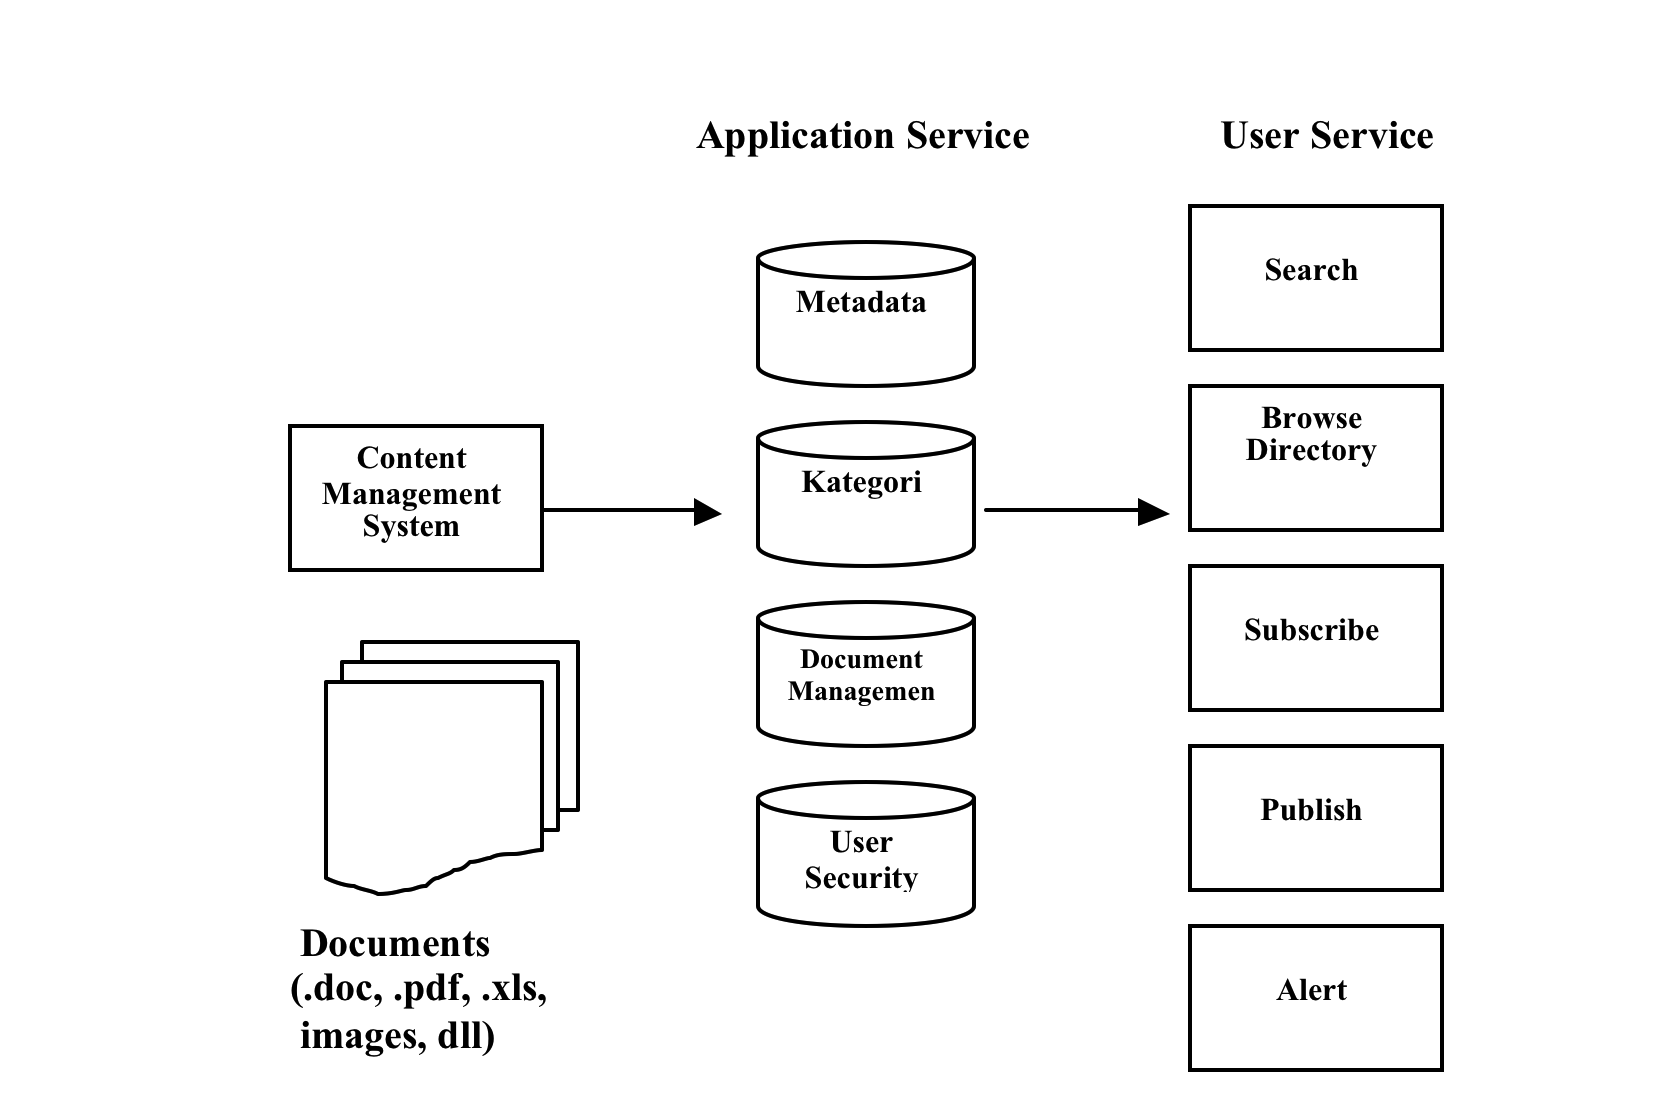 Application Service
User Service
Metadata
Kategori
Document
Managemen
User
Security
Content
Management
System
Documents
(.doc, .pdf, .xls,
images, dll)
Search
Browse
Directory
Subscribe
Publish
Alert